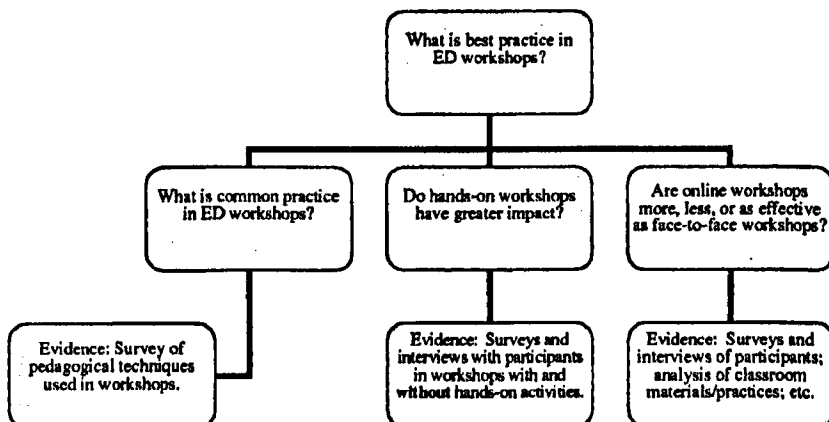 What is best practice in
ED workshops?
What is common practice
in ED workshops?
Do hands-on workshops
have greater impact?
Are online workshops
more, less, or as effective
as face-to-face workshops?
Evidence: Survey of
pedagogical techniques
used in workshops.
Evidence: Surveys and
interviews with participants
in workshops with and
without hands-on activities.
Evidence: Surveys and
interviews of participants;
analysis of classroom
materials/practices; etc.